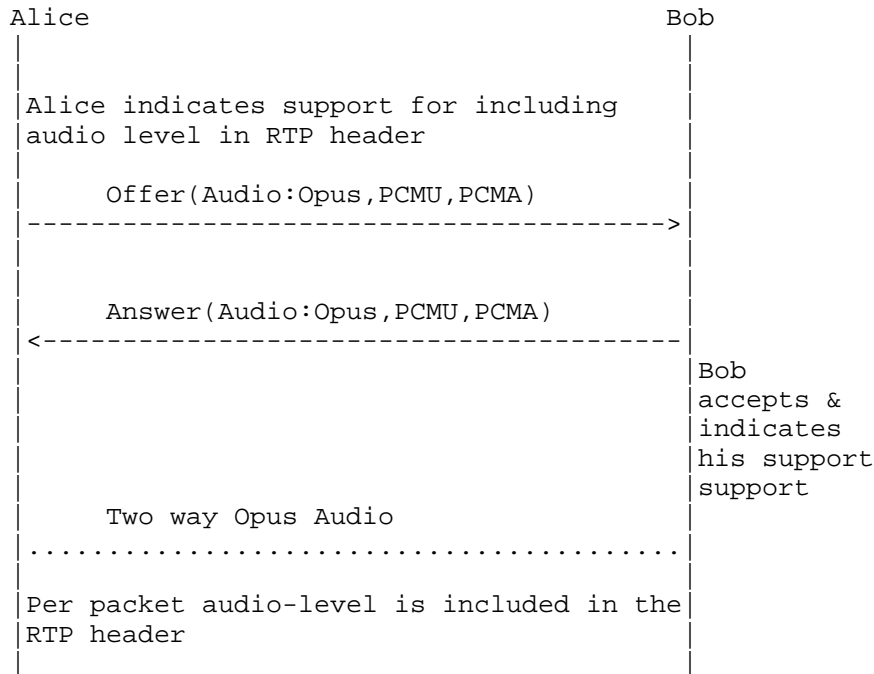 Alice Bob
Alice indicates support for including
audio level in RTP header
Offer(Audio:Opus,PCMU,PCMA)
Answer(Audio:Opus,PCMU,PCMA)
Bob
accepts &
indicates
his support
support
Two way Opus Audio
Per packet audio-level is included in the
RTP header